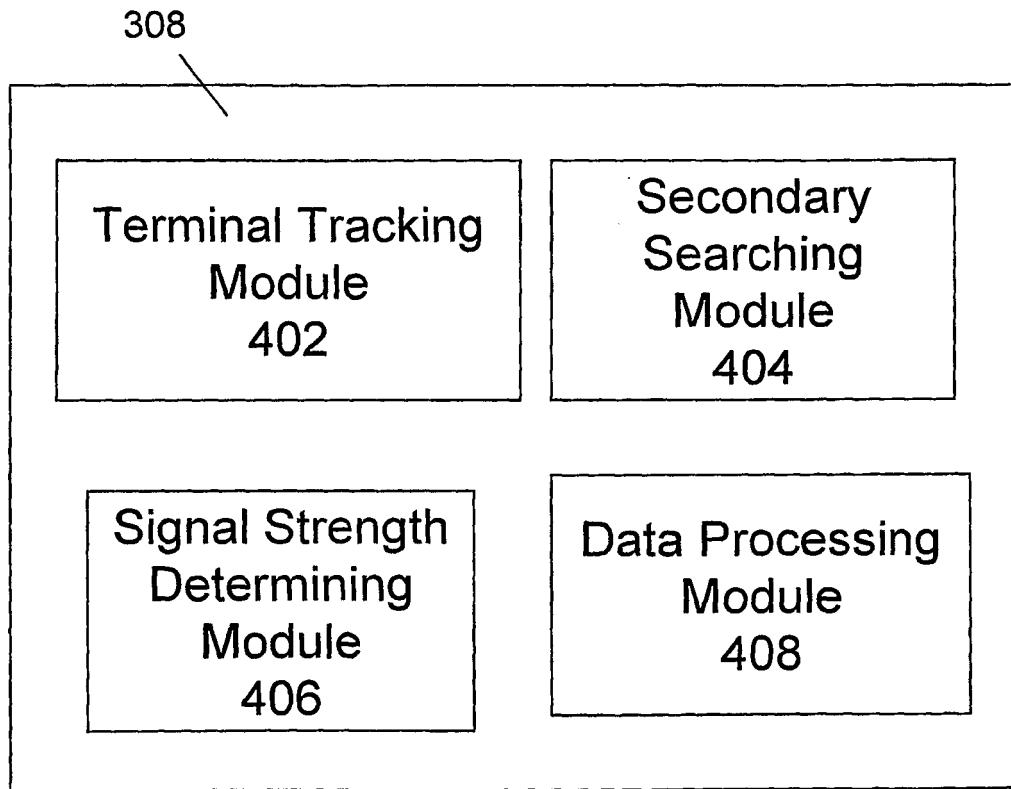 308
Terminal Tracking
Module
402
Secondary
Searching
Module
404
Signal Strength
Determining
Module
406
Data Processing
Module
408